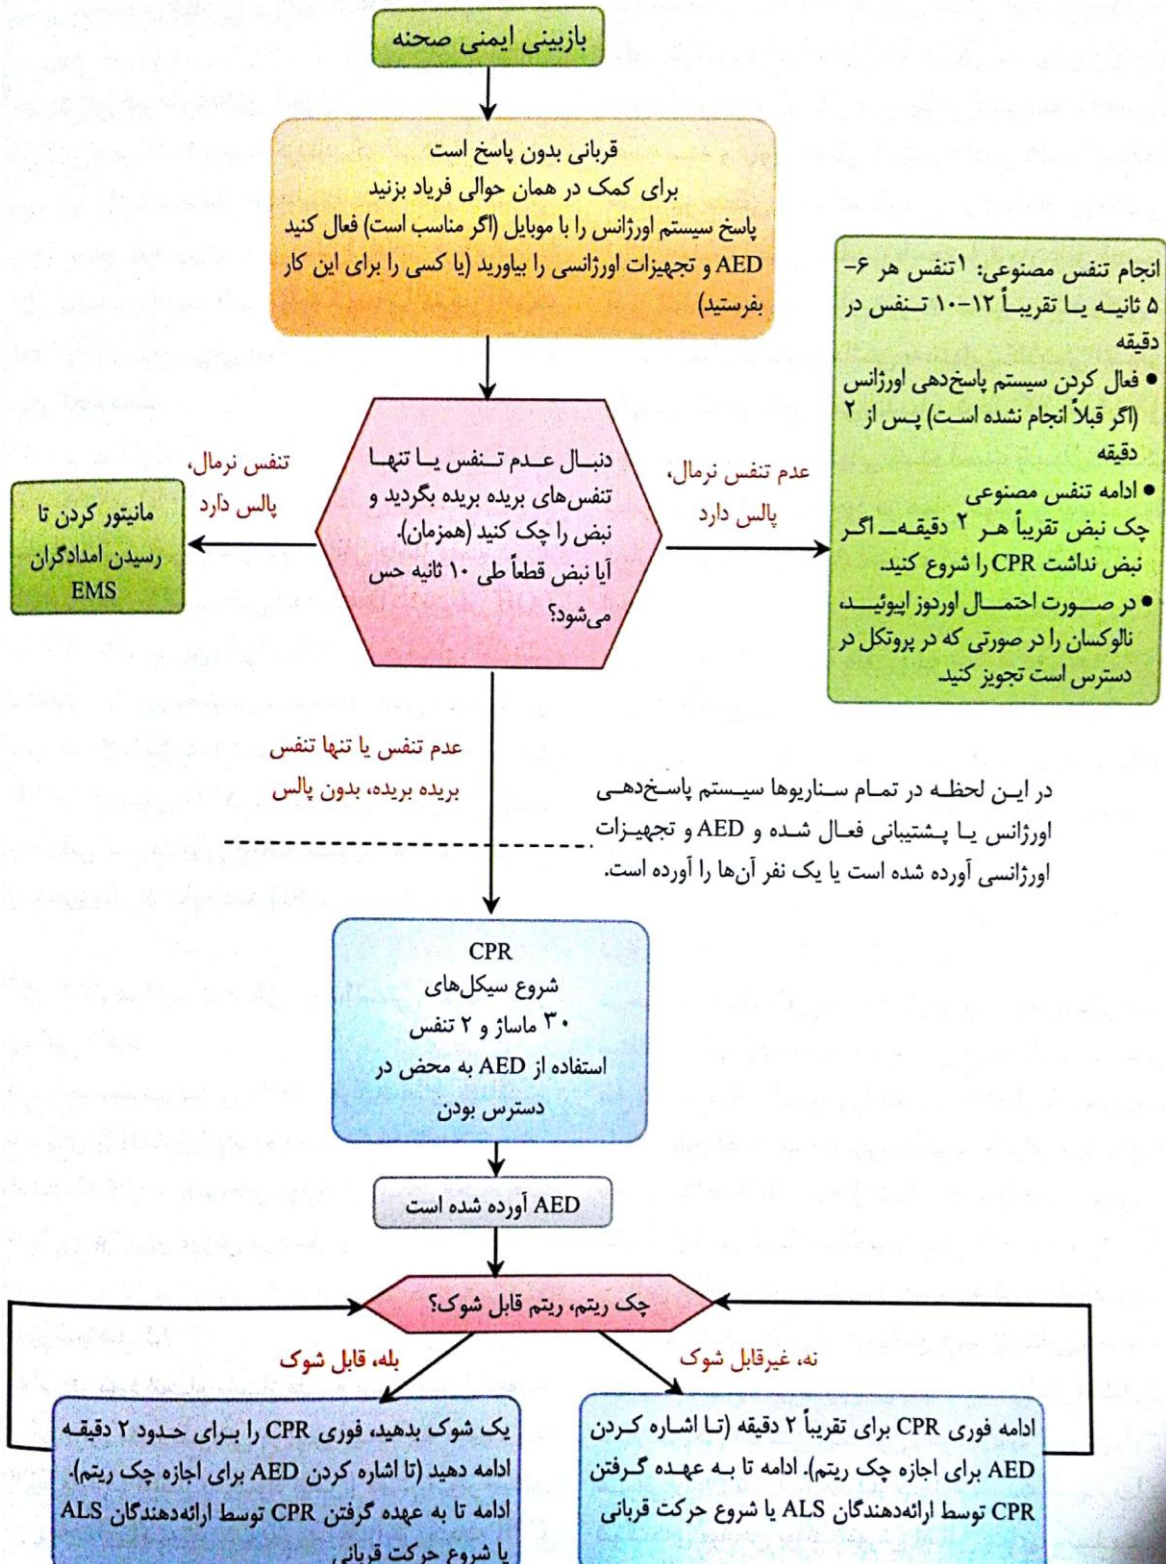 بازبینی ایمنی صحنه
قربانی بدون پاسخ است
برای کمک در همان حوالی فریاد بزنید
پاسخ سیستم اورژانس را با موبایل (اگر مناسب است) فعال کنید
AED و تجهیزات اورژانسی را بیاورید (یا کسی را برای این کار
بفرستید)
انجام تنفس مصنوعی: ۱ تنفس هر ۶-
۵ ثانیه یا تقریباً ۱۲-۱۰ تنفس در
دقیقه
• فعال کردن سیستم پاسخ‌دهی اورژانس
(اگر قبلاً انجام نشده است) پس از ۲
دقیقه
• ادامه تنفس مصنوعی
چک نبض تقریباً هر ۲ دقیقه_ اگر
نبض نداشت CPR را شروع کنید.
• در صورت احتمال اوردوز اپیوئید،
نالوکسان را در صورتی که در پروتکل در
دسترس است تجویز کنید.
عدم تنفس نرمال،
پالس دارد
دنبال عدم تنفس یا تنها
تنفس‌های بریده بریده بگردید و
نبض را چک کنید (همزمان).
آیا نبض قطعاً طی ۱۰ ثانیه حس
می‌شود؟
تنفس نرمال،
پالس دارد
مانیتور کردن تا
رسیدن امدادگران
EMS
عدم تنفس یا تنها تنفس
بریده بریده، بدون پالس
در این لحظه در تمام سناریوها سیستم پاسخ‌دهی
اورژانس یا پشتیبانی فعال شده و AED و تجهیزات
اورژانسی آورده شده است یا یک نفر آن‌ها را آورده است.
CPR
شروع سیکل‌های
۳۰ ماساژ و ۲ تنفس
استفاده از AED به محض در
دسترس بودن
AED آورده شده است
چک ریتم، ریتم قابل شوک؟
نه، غیرقابل شوک
بله، قابل شوک
ادامه فوری CPR برای تقریباً ۲ دقیقه (تا اشاره کردن
AED برای اجازه چک ریتم). ادامه تا به عهده گرفتن
CPR توسط ارائه‌دهندگان ALS یا شروع حرکت قربانی
یک شوک بدهید، فوری CPR را برای حدود ۲ دقیقه
ادامه دهید (تا اشاره کردن AED برای اجازه چک ریتم).
ادامه تا به عهده گرفتن CPR توسط ارائه‌دهندگان ALS
یا شروع حرکت قربانی